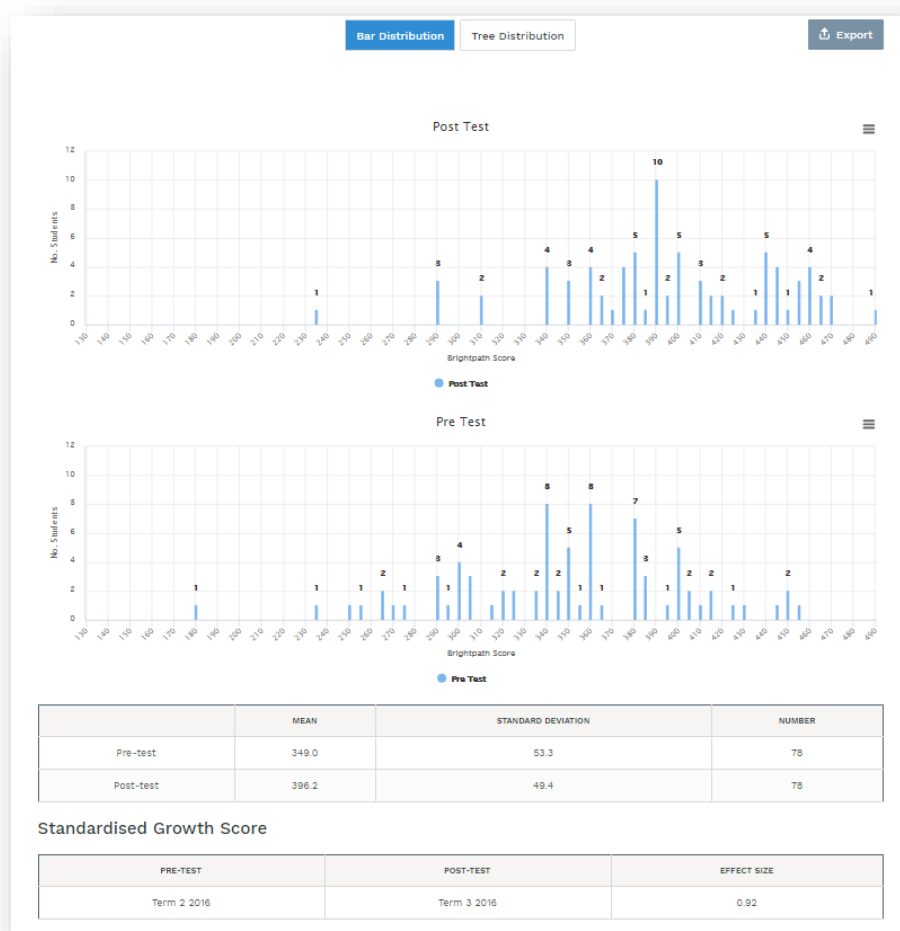 Bar Distribution Tree Distribution Export
Post Test
12
10
8
6
4
2
0
No. Students
1 3 2 4 3 4 2 5 1 10 2 5 3 2 1 5 1 4 2 1
130 140 150 160 170 180 190 200 210 220 230 240 250 260 270 280 290 300 310 320 330 340 350 360 370 380 390 400 410 420 430 440 450 460 470 480 490
Brightpath Score
Post Test
Pre Test
12
10
8
6
4
2
0
No. Students
1 1 1 2 1 3 1 4 2 2 8 2 5 1 8 1 7 3 1 5 2 2 1 2
130 140 150 160 170 180 190 200 210 220 230 240 250 260 270 280 290 300 310 320 330 340 350 360 370 380 390 400 410 420 430 440 450 460 470 480 490
Brightpath Score
Pre Test
MEAN STANDARD DEVIATION NUMBER
Pre-test 349.0 53.3 78
Post-test 396.2 49.4 78
Standardised Growth Score
PRE-TEST POST-TEST EFFECT SIZE
Term 2 2016 Term 3 2016 0.92